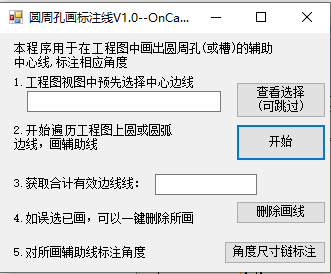 圆周孔画标注线V1.0--OnCa...
本程序用于在工程图中画出圆周孔(或槽)的辅助
中心线,标注相应角度
1.工程图视图中预先选择中心边线
查看选择
(可跳过)
2.开始遍历工程图上圆或圆弧
边线，画辅助线
开始
3.获取合计有效边线线:
4.如误选已画，可以一键删除所画
删除画线
5.对所画辅助线标注角度
角度尺寸链标注